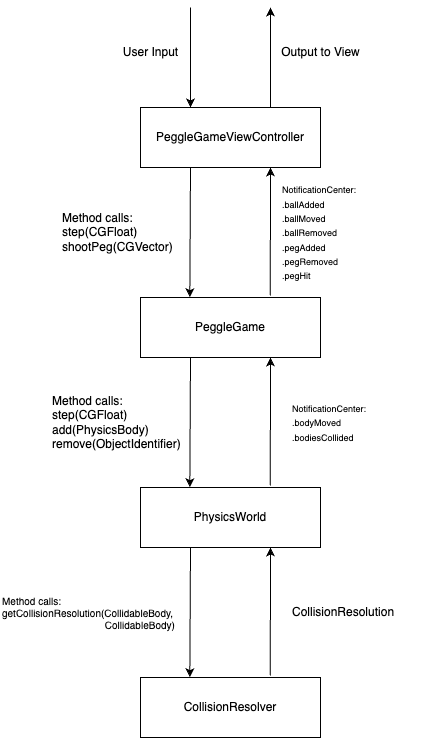 User Input
Output to View
PeggleGameViewController
Method calls:
step(CGFloat)
shootPeg(CGVector)
NotificationCenter:
.ballAdded
.ballMoved
.ballRemoved
.pegAdded
.pegRemoved
.pegHit
PeggleGame
Method calls:
step(CGFloat)
add(PhysicsBody)
remove(ObjectIdentifier)
NotificationCenter:
.bodyMoved
.bodiesCollided
PhysicsWorld
Method calls:
getCollisionResolution(CollidableBody,
CollidableBody)
CollisionResolution
CollisionResolver